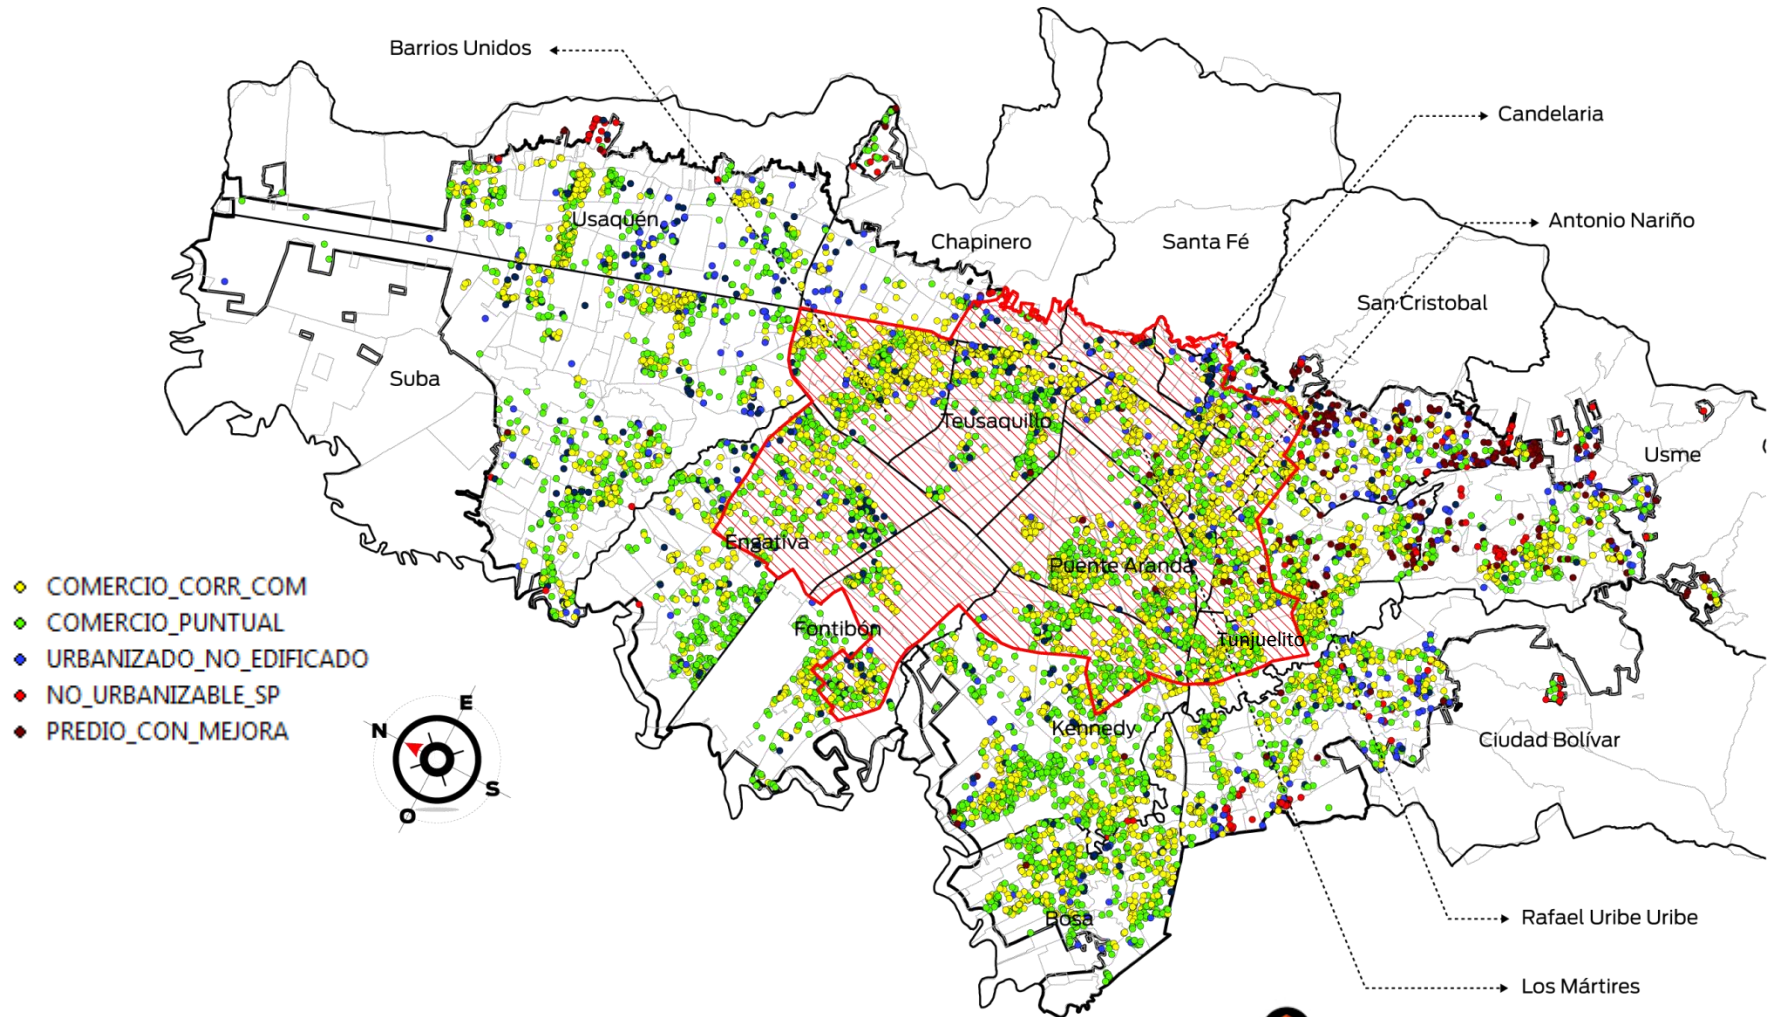 Barrios Unidos
Candelaria
Antonio Nariño
Usaquén
Chapinero
Santa Fé
San Cristobal
Suba
Teusaquillo
Usme
Engativa
Puente Aranda
Fontibón
Tunjuelito
Kennedy
Ciudad Bolívar
Bosa
Rafael Uribe Uribe
Los Mártires
COMERCIO_CORR_COM
COMERCIO_PUNTUAL
URBANIZADO_NO_EDIFICADO
NO_URBANIZABLE_SP
PREDIO_CON_MEJORA
E
N
S
O